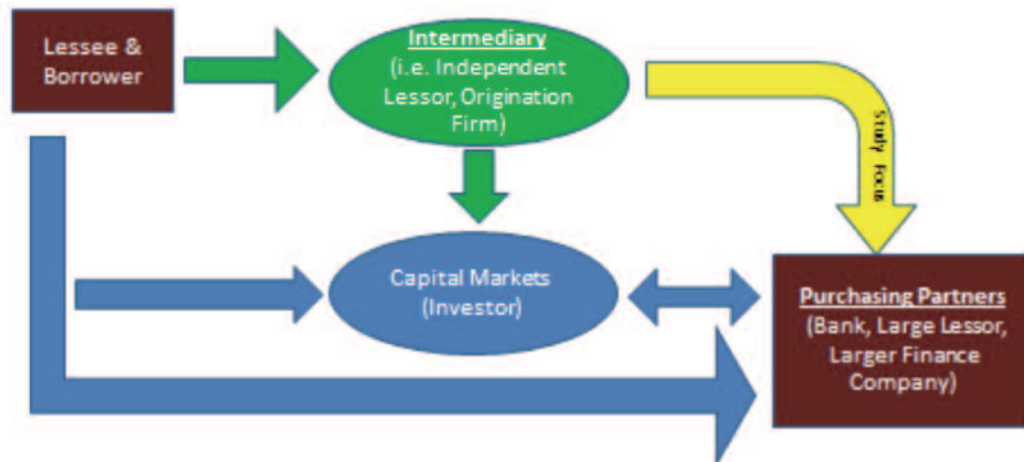 Lessee &
Borrower
Intermediary
(i.e. Independent
Lessor, Origination
Firm)
Study Focus
Capital Markets
(Investor)
Purchasing Partners
(Bank, Large Lessor,
Larger Finance
Company)